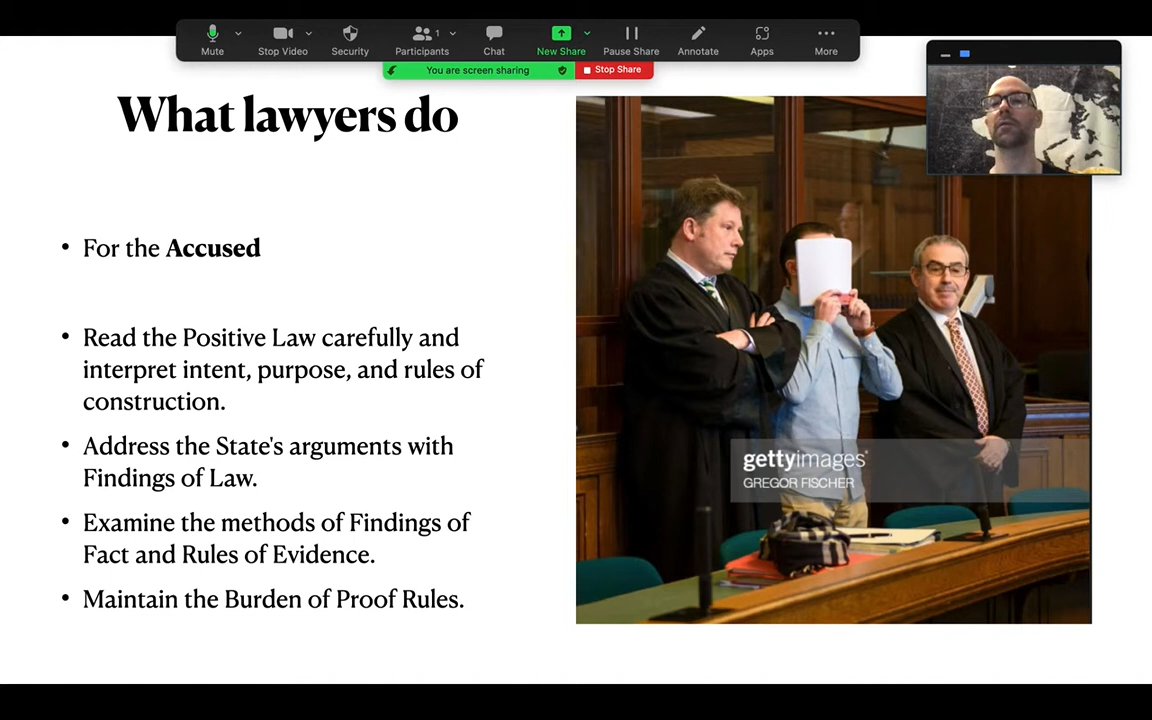 1
Mute
Stop Video
Security
Participants
Chat
New Share
Pause Share
Annotate
Apps
More
You are screen sharing
Stop Share
What lawyers do
• For the Accused
• Read the Positive Law carefully and
interpret intent, purpose, and rules of
construction.
• Address the State's arguments with
Findings of Law.
• Examine the methods of Findings of
Fact and Rules of Evidence.
• Maintain the Burden of Proof Rules.
gettyimages®
GREGOR FISCHER